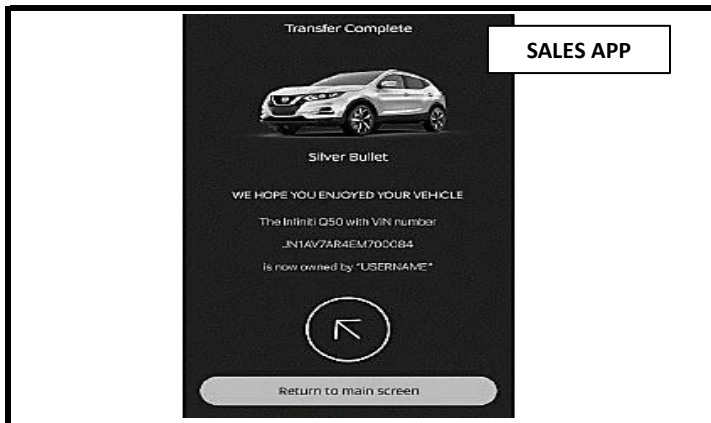 Transfer Complete
SALES APP
Silver Bullet
WE HOPE YOU ENJOYED YOUR VEHICLE
The Infiniti Q50 with VIN number
JN1AV7AR4EM700084
is now owned by "USERNAME"
Return to main screen